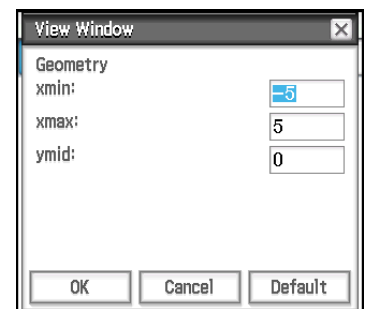 View Window
Geometry
xmin: -5
xmax: 5
ymid: 0
OK Cancel Default